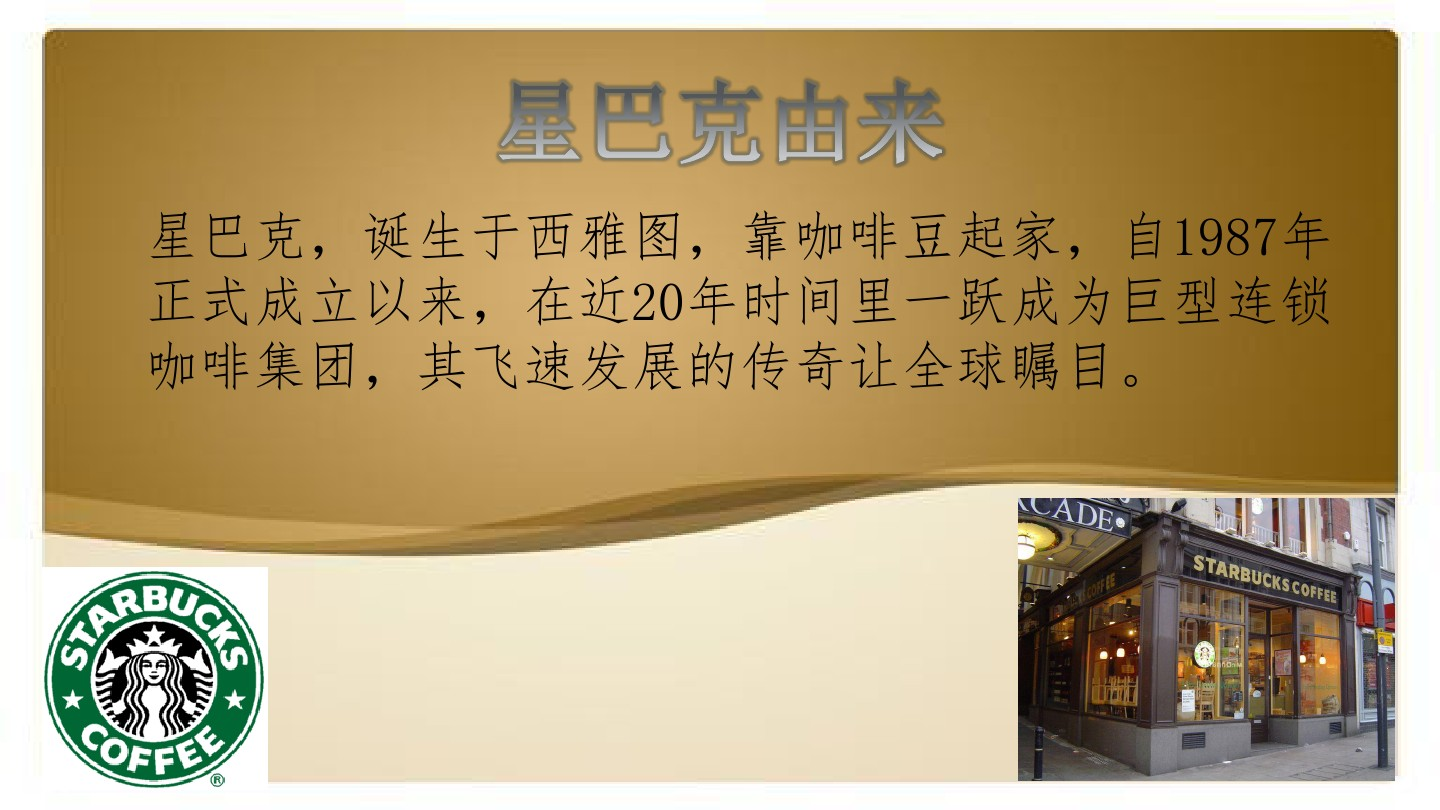 星巴克由来
星巴克，诞生于西雅图，靠咖啡豆起家，自1987年
正式成立以来，在近20年时间里一跃成为巨型连锁
咖啡集团，其飞速发展的传奇让全球瞩目。
STARBUCKS
COFFEE
®
CADE
STARBUCKS COFFEE
COFFEE